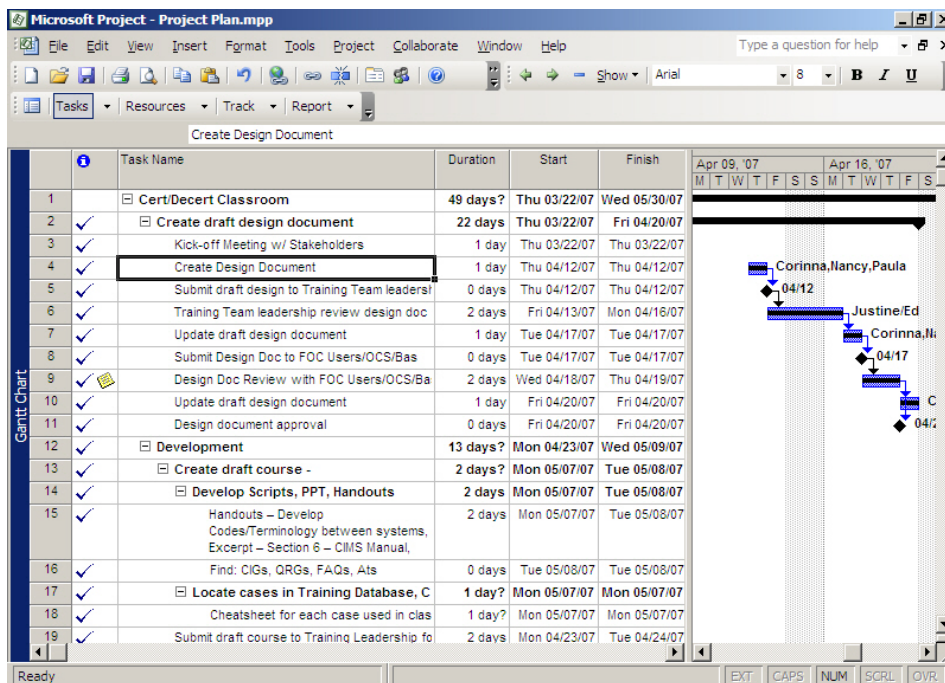 Microsoft Project - Project Plan.mpp
File Edit View Insert Format Tools Project Collaborate Window Help Type a question for help
Show Arial 8 B I U
Tasks Resources Track Report
Create Design Document
Task Name Duration Start Finish Apr 09, '07 Apr 16, '07
M T W T F S S M T W T F S
1 Cert/Decert Classroom 49 days? Thu 03/22/07 Wed 05/30/07
2 Create draft design document 22 days Thu 03/22/07 Fri 04/20/07
3 Kick-off Meeting w/ Stakeholders 1 day Thu 03/22/07 Thu 03/22/07
4 Create Design Document 1 day Thu 04/12/07 Thu 04/12/07 Corinna,Nancy,Paula
5 Submit draft design to Training Team leadersh 0 days Thu 04/12/07 Thu 04/12/07 04/12
6 Training Team leadership review design doc 2 days Fri 04/13/07 Mon 04/16/07 Justine/Ed
7 Update draft design document 1 day Tue 04/17/07 Tue 04/17/07 Corinna,Na
8 Submit Design Doc to FOC Users/OCS/Bas 0 days Tue 04/17/07 Tue 04/17/07 04/17
9 Design Doc Review with FOC Users/OCS/Ba 2 days Wed 04/18/07 Thu 04/19/07
10 Update draft design document 1 day Fri 04/20/07 Fri 04/20/07 C
11 Design document approval 0 days Fri 04/20/07 Fri 04/20/07 04/2
12 Development 13 days? Mon 04/23/07 Wed 05/09/07
13 Create draft course - 2 days? Mon 05/07/07 Tue 05/08/07
14 Develop Scripts, PPT, Handouts 2 days Mon 05/07/07 Tue 05/08/07
15 Handouts – Develop 2 days Mon 05/07/07 Tue 05/08/07
Codes/Terminology between systems,
Excerpt – Section 6 – CIMS Manual,
16 Find: CIGs, QRGs, FAQs, Ats 0 days Tue 05/08/07 Tue 05/08/07
17 Locate cases in Training Database, C 1 day? Mon 05/07/07 Mon 05/07/07
18 Cheatsheet for each case used in clas 1 day? Mon 05/07/07 Mon 05/07/07
19 Submit draft course to Training Leadership fo 2 days Mon 04/23/07 Tue 04/24/07
Gantt Chart
Ready EXT CAPS NUM SCRL OVR